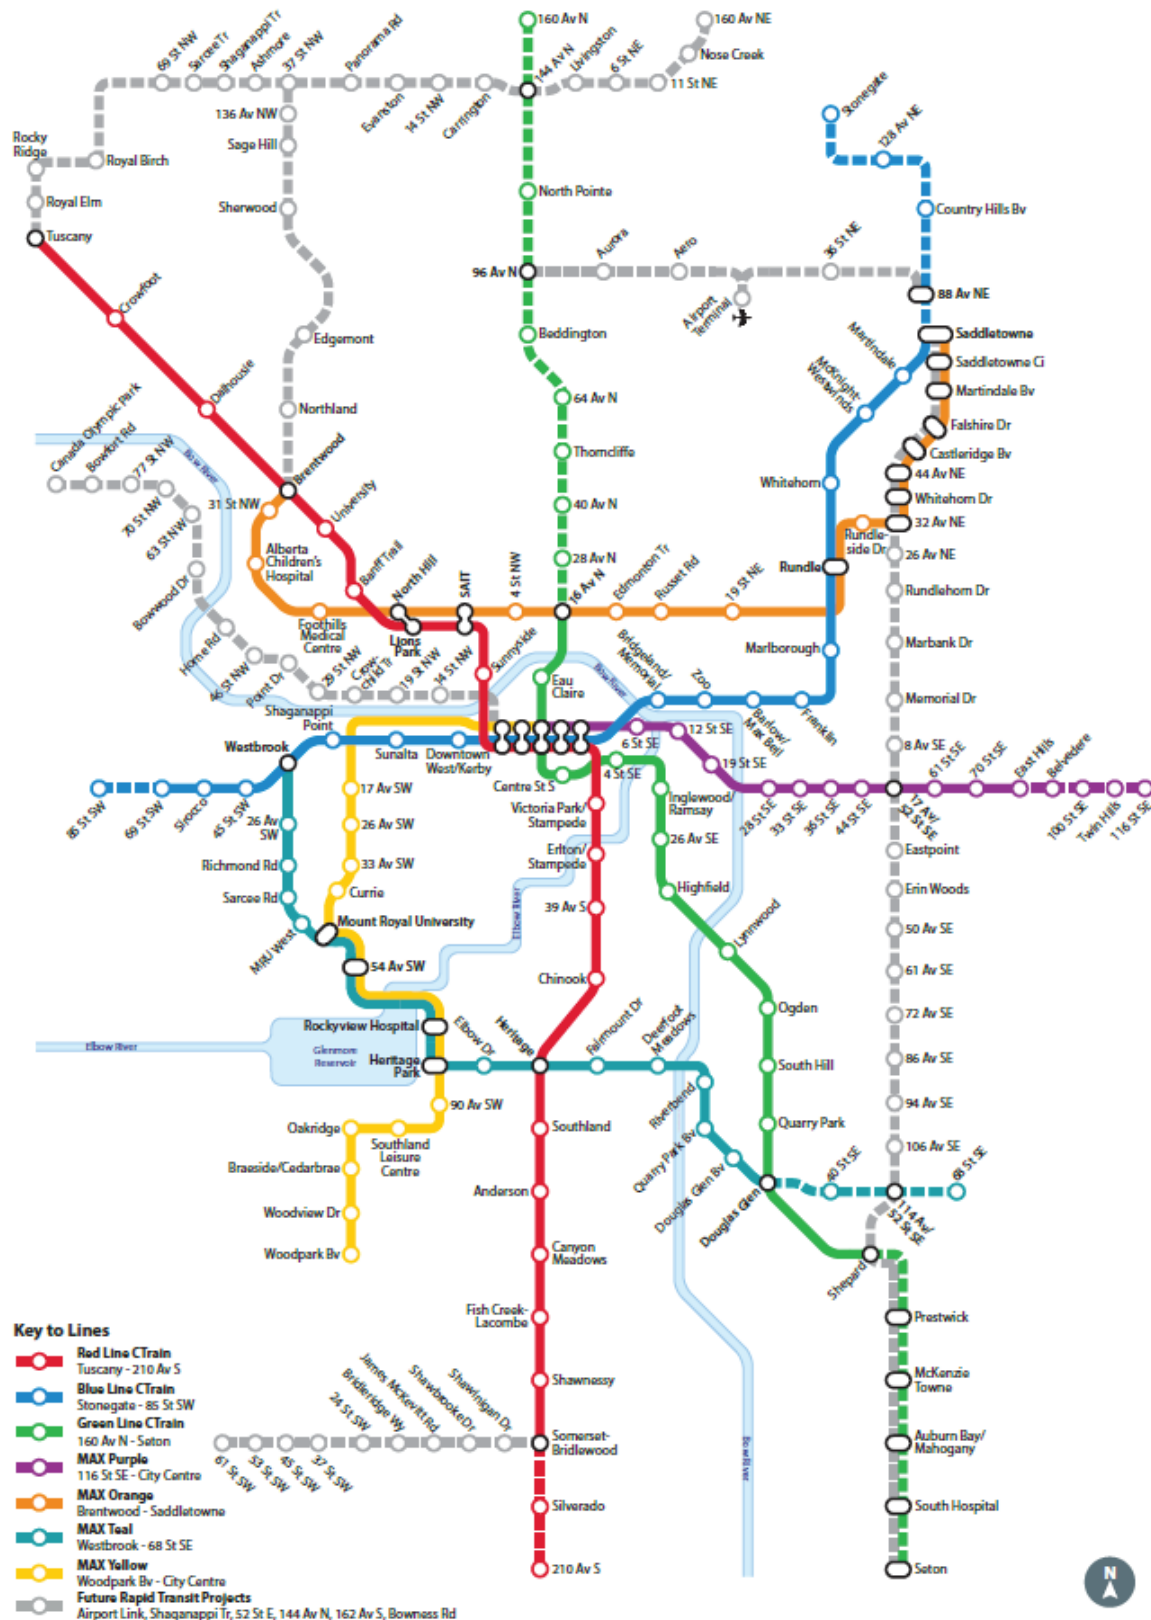 160 Av N
160 Av NE
69 St NW
Sarcee Tr
Shaganappi Tr
Ashmore
37 St NW
Panorama Rd
Evanston
14 St NW
Carrington
144 Av N
Livingston
6 St NE
11 St NE
Nose Creek
136 Av NW
Sage Hill
Sherwood
Edgemont
Northland
Rocky
Ridge
Royal Birch
Royal Elm
Tuscany
Crowfoot
Dalhousie
Brentwood
University
Banff Trail
North Hill
Lions
Park
SAIT
Sunnyside
North Pointe
96 Av N
Aurora
Aero
Airport
Terminal
36 St NE
Beddington
64 Av N
Thorncliffe
40 Av N
28 Av N
16 Av N
Eau
Claire
Stonegate
128 Av NE
Country Hills Bv
88 Av NE
Saddletowne
Saddletowne Ci
Martindale Bv
Falshire Dr
Castleridge Bv
44 Av NE
Whitehorn Dr
32 Av NE
Rundle-
side Dr
Martindale
McKnight-
Westwinds
Whitehorn
Rundle
Marlborough
Franklin
Barlow/
Max Bell
Zoo
Bridgeland/
Memorial
Canada Olympic Park
Bowfort Rd
77 St NW
70 St NW
63 St NW
Bowwood Dr
Home Rd
46 St NW
Point Dr
29 St NW
Crow-
child Tr
19 St NW
14 St NW
Bow River
31 St NW
Alberta
Children's
Hospital
Foothills
Medical
Centre
4 St NW
Edmonton Tr
Russet Rd
19 St NE
Bow River
26 Av NE
Rundlehorn Dr
Marbank Dr
Memorial Dr
8 Av SE
17 Av/
52 St SE
Shaganappi
Point
Westbrook
Sunalta
Downtown
West/Kerby
85 St SW
69 St SW
Sirocco
45 St SW
Centre St S
4 St SE
6 St SE
12 St SE
19 St SE
28 St SE
33 St SE
36 St SE
44 St SE
61 St SE
70 St SE
East Hills
Belvedere
100 St SE
Twin Hills
116 St SE
17 Av SW
26 Av SW
33 Av SW
Currie
Mount Royal University
26 Av
SW
Richmond Rd
Sarcee Rd
MRU West
54 Av SW
Rockyview Hospital
Heritage
Park
Elbow River
Glenmore
Reservoir
Elbow River
Victoria Park/
Stampede
Erlton/
Stampede
39 Av S
Chinook
Heritage
Elbow Dr
Fairmount Dr
Deerfoot
Meadows
Riverbend
Quarry Park Bv
Douglas Glen Bv
Douglas Glen
Inglewood/
Ramsay
26 Av SE
Highfield
Lynnwood
Ogden
South Hill
Quarry Park
Eastpoint
Erin Woods
50 Av SE
61 Av SE
72 Av SE
86 Av SE
94 Av SE
106 Av SE
40 St SE
68 St SE
114 Av/
52 St SE
90 Av SW
Southland
Leisure
Centre
Oakridge
Braeside/Cedarbrae
Woodview Dr
Woodpark Bv
Southland
Anderson
Canyon
Meadows
Fish Creek-
Lacombe
Shawnessy
Somerset-
Bridlewood
Silverado
210 Av S
Shepard
Prestwick
McKenzie
Towne
Auburn Bay/
Mahogany
South Hospital
Seton
Bow River
61 St SW
53 St SW
45 St SW
37 St SW
24 St SW
Bridleridge Wy
James McKevitt Rd
Shawbrooke Dr
Shawinigan Dr
Key to Lines
Red Line CTrain
Tuscany - 210 Av S
Blue Line CTrain
Stonegate - 85 St SW
Green Line CTrain
160 Av N - Seton
MAX Purple
116 St SE - City Centre
MAX Orange
Brentwood - Saddletowne
MAX Teal
Westbrook - 68 St SE
MAX Yellow
Woodpark Bv - City Centre
Future Rapid Transit Projects
Airport Link, Shaganappi Tr, 52 St E, 144 Av N, 162 Av S, Bowness Rd
N